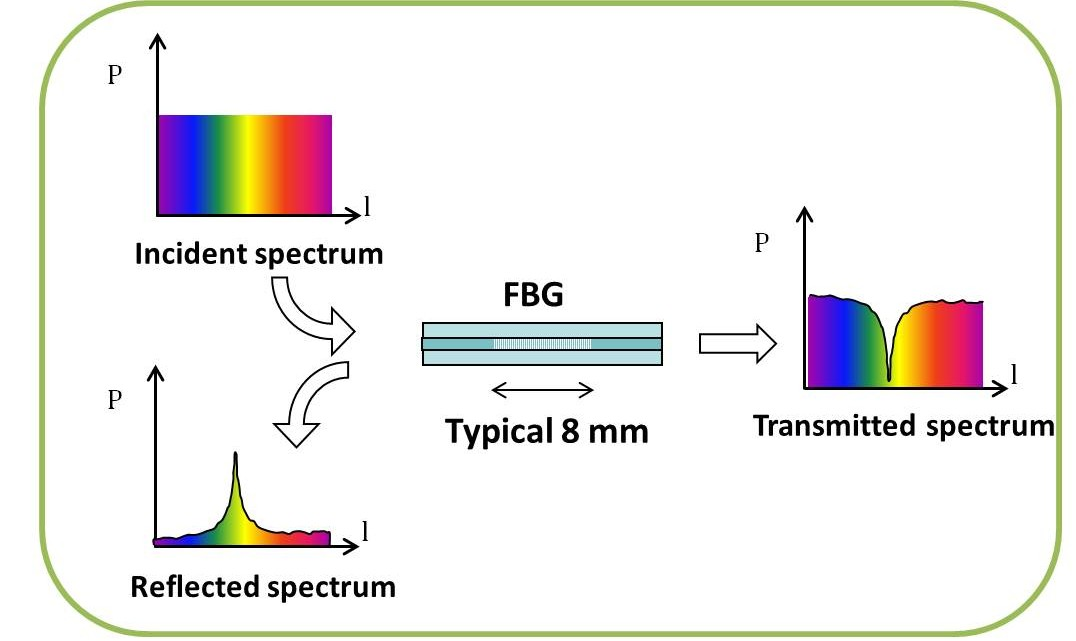 P
l
Incident spectrum
FBG
Typical 8 mm
P
l
Reflected spectrum
P
l
Transmitted spectrum